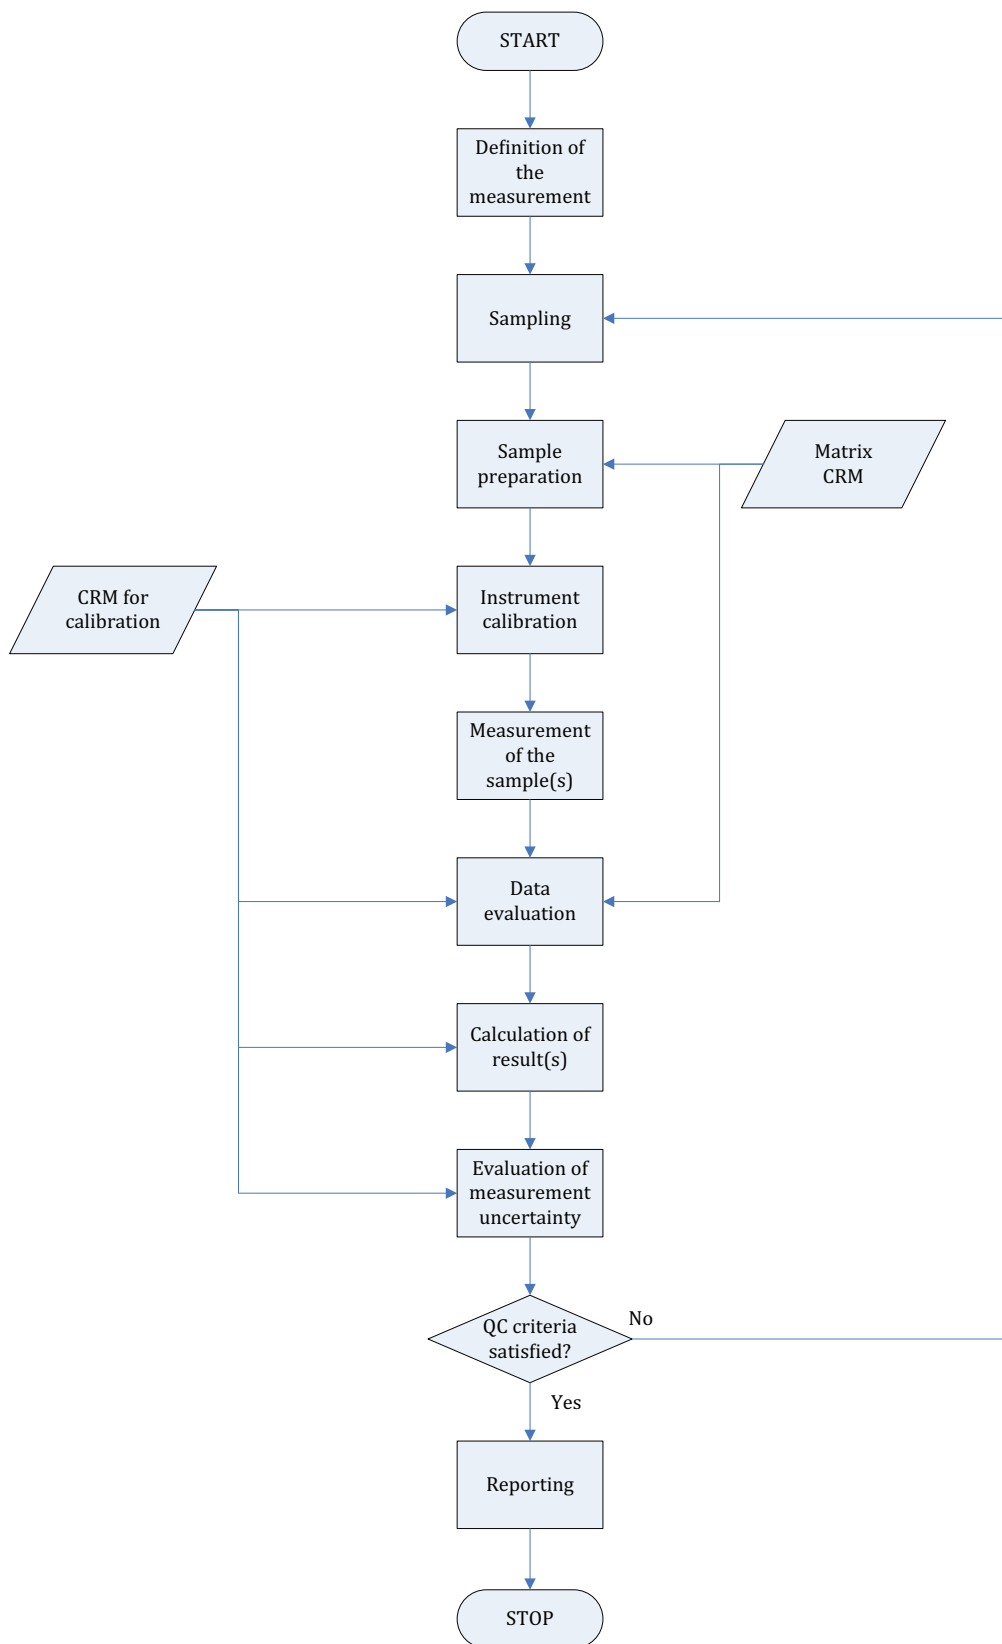 START
Definition of
the
measurement
Sampling
Sample
preparation
Matrix
CRM
CRM for
calibration
Instrument
calibration
Measurement
of the
sample(s)
Data
evaluation
Calculation of
result(s)
Evaluation of
measurement
uncertainty
QC criteria
satisfied?
No
Yes
Reporting
STOP